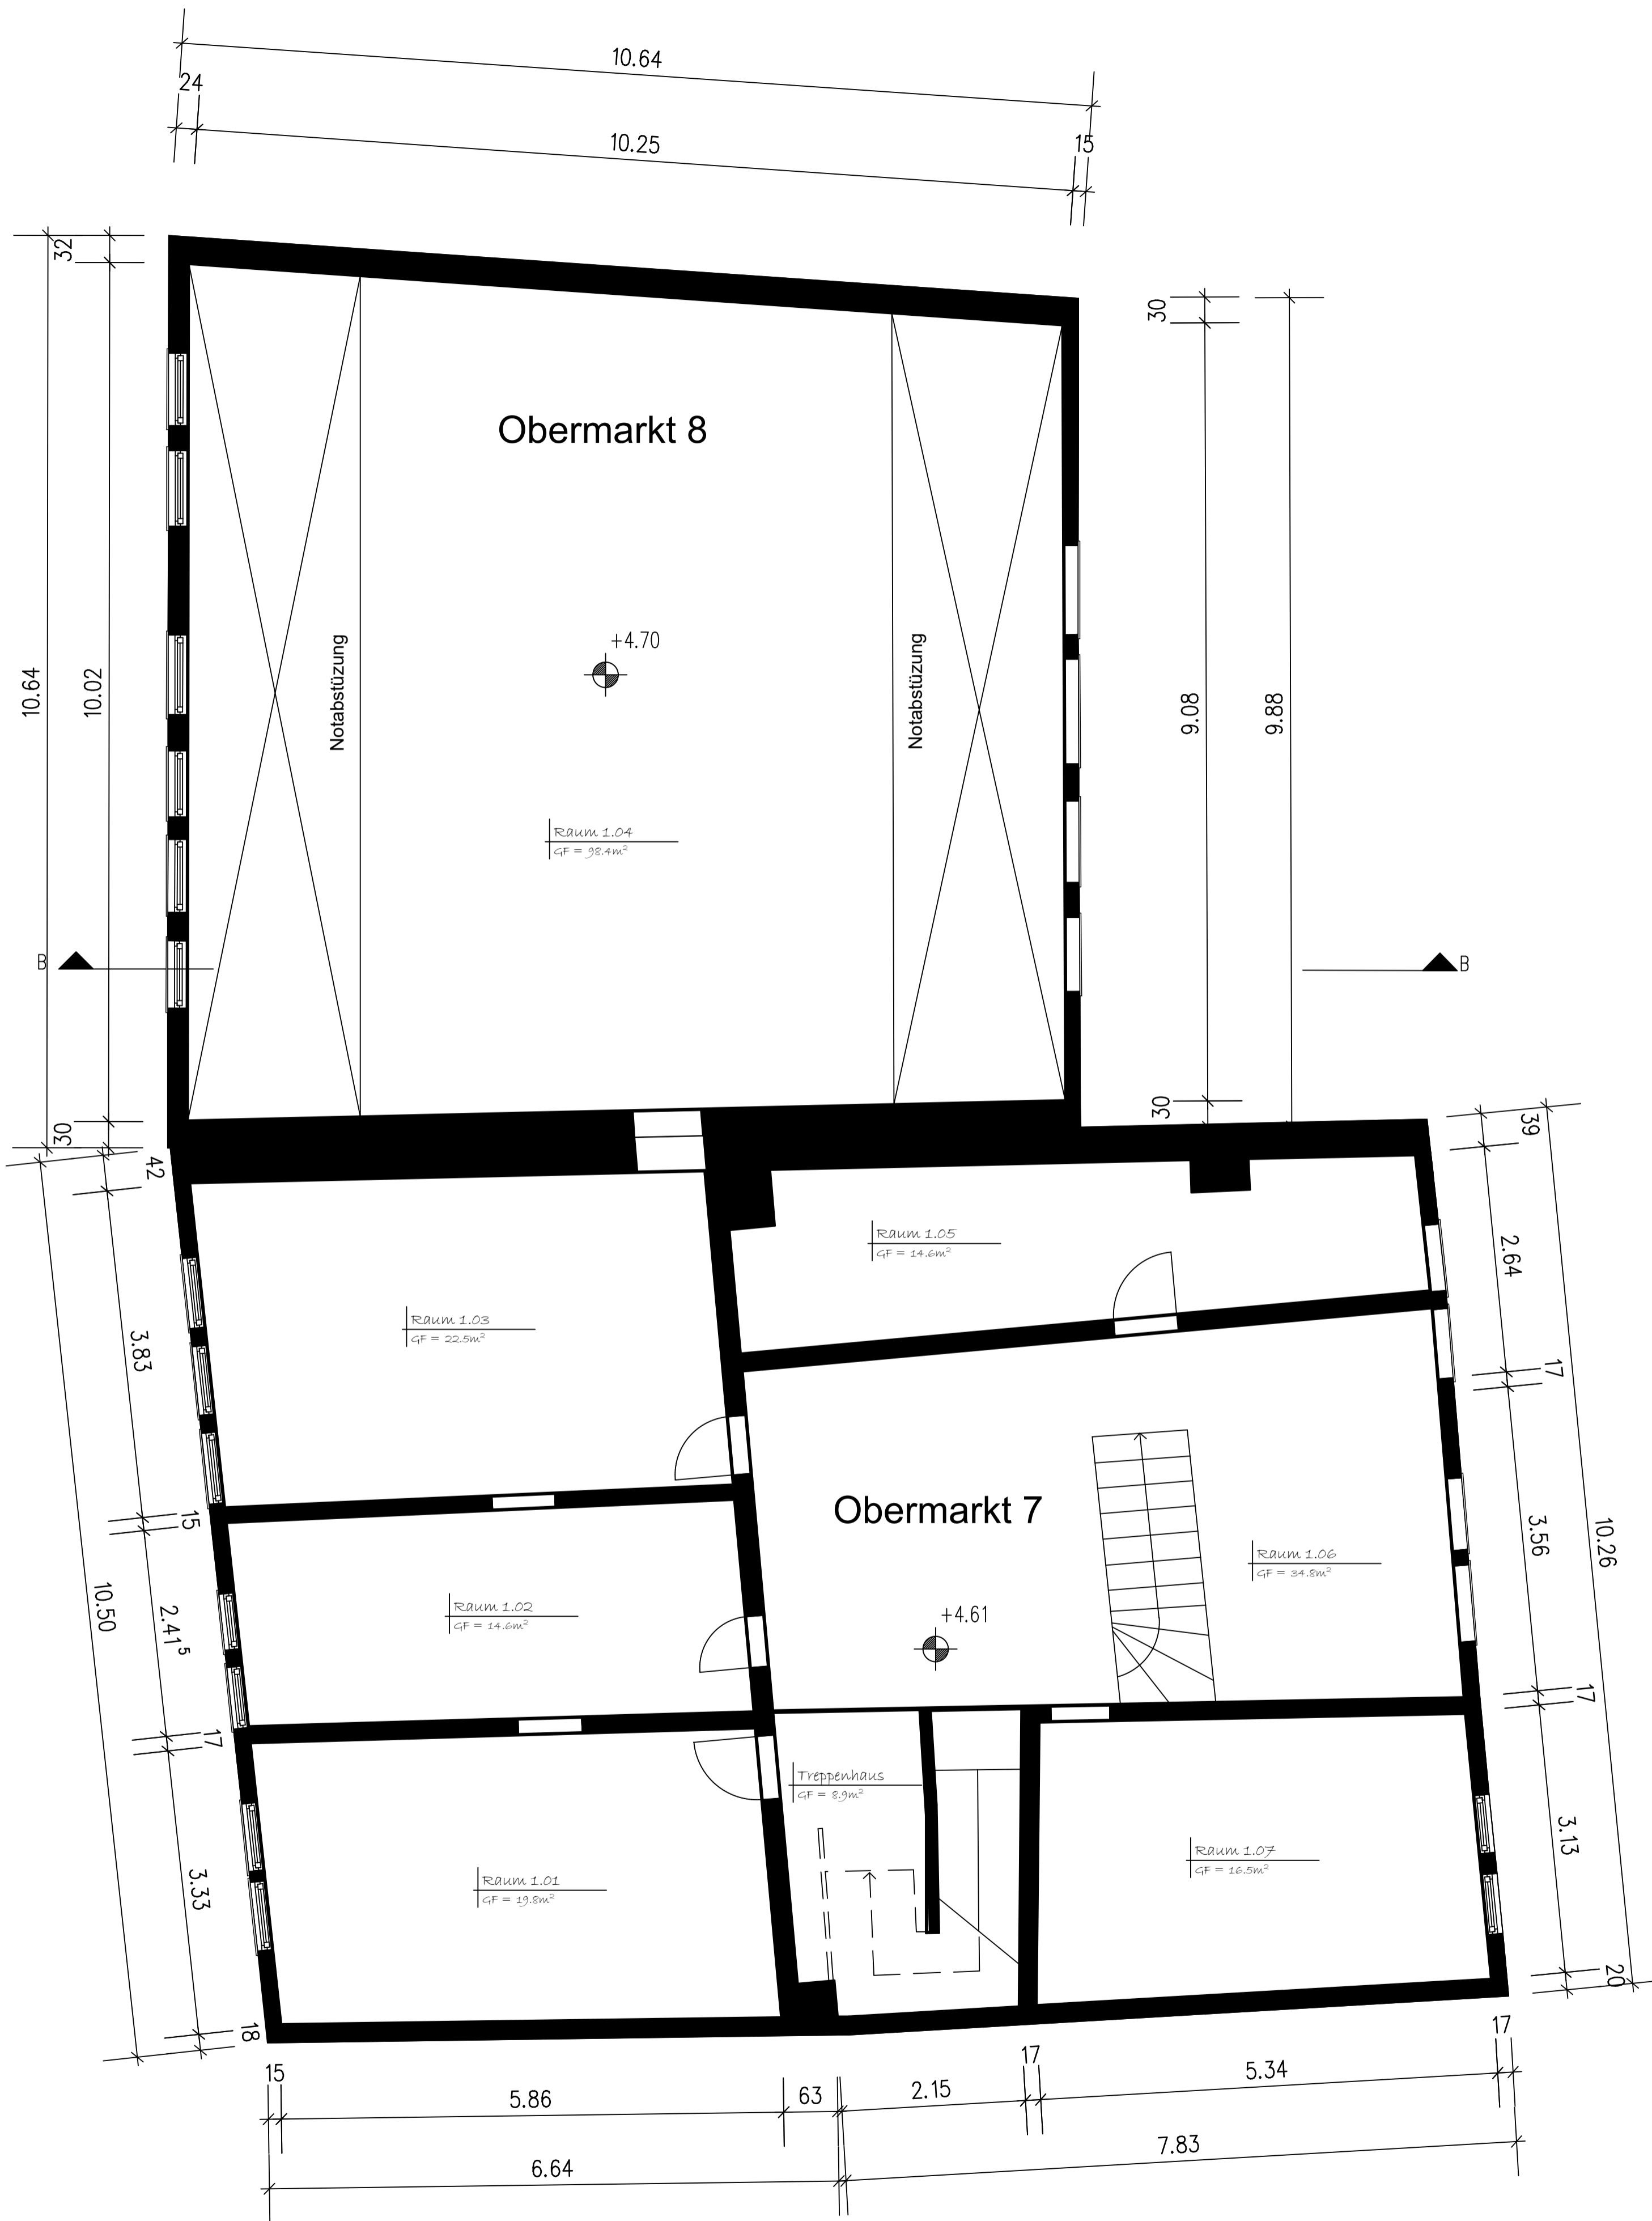 10.64
24
10.25
15
32
30
Obermarkt 8
+4.70
Notabstüzung
Notabstüzung
10.64
10.02
9.08
9.88
Raum 1.04
GF = 98.4m²
B
B
30
30
42
39
Raum 1.05
GF = 14.6m²
2.64
Raum 1.03
GF = 22.5m²
3.83
17
Obermarkt 7
15
3.56
10.26
Raum 1.06
GF = 34.8m²
10.50
2.41⁵
Raum 1.02
GF = 14.6m²
+4.61
17
17
Treppenhaus
GF = 8.9m²
3.13
Raum 1.07
GF = 16.5m²
3.33
Raum 1.01
GF = 19.8m²
20
18
17
15
17
5.86
63
2.15
5.34
6.64
7.83